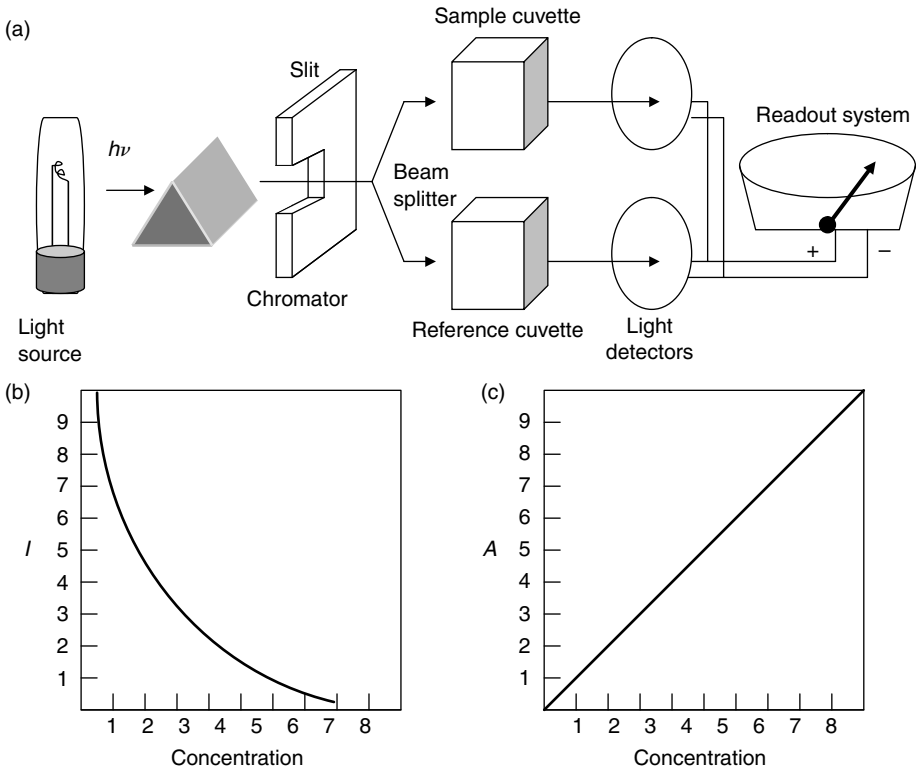 (a)
Sample cuvette
Slit
Readout system
hν
Beam
splitter
+
−
Chromator
Reference cuvette
Light
detectors
Light
source
(b)
9
8
7
6
I
5
4
3
2
1
1 2 3 4 5 6 7 8
Concentration
(c)
9
8
7
6
A
5
4
3
2
1
1 2 3 4 5 6 7 8
Concentration